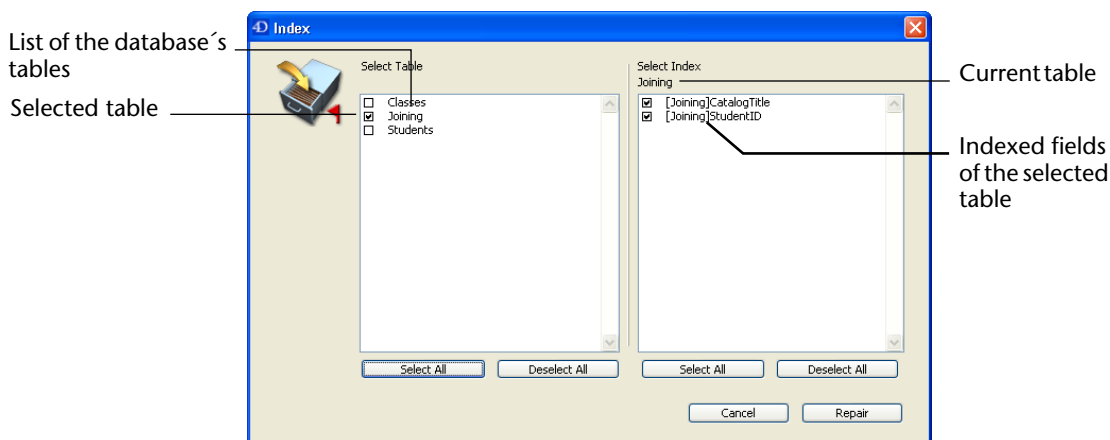 4D Index
List of the database´s
tables
Selected table
Select Table
Classes
Joining
Students
Select Index
Joining
[Joining]CatalogTitle
[Joining]StudentID
Current table
Indexed fields
of the selected
table
Select All
Deselect All
Select All
Deselect All
Cancel
Repair